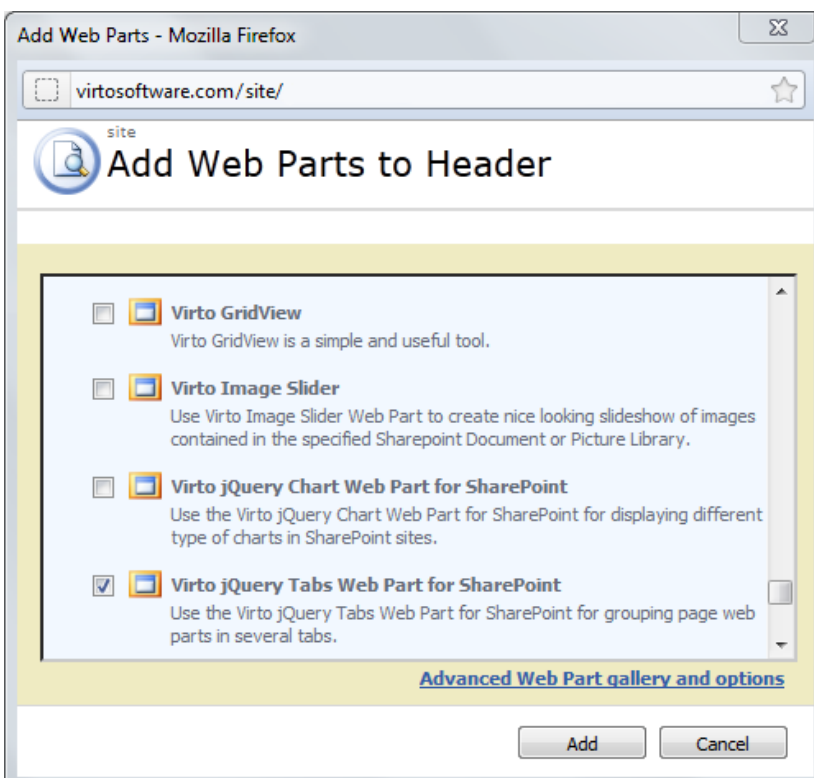 Add Web Parts - Mozilla Firefox
virtosoftware.com/site/
site
Add Web Parts to Header
Virto GridView
Virto GridView is a simple and useful tool.
Virto Image Slider
Use Virto Image Slider Web Part to create nice looking slideshow of images
contained in the specified Sharepoint Document or Picture Library.
Virto jQuery Chart Web Part for SharePoint
Use the Virto jQuery Chart Web Part for SharePoint for displaying different
type of charts in SharePoint sites.
Virto jQuery Tabs Web Part for SharePoint
Use the Virto jQuery Tabs Web Part for SharePoint for grouping page web
parts in several tabs.
Advanced Web Part gallery and options
Add Cancel